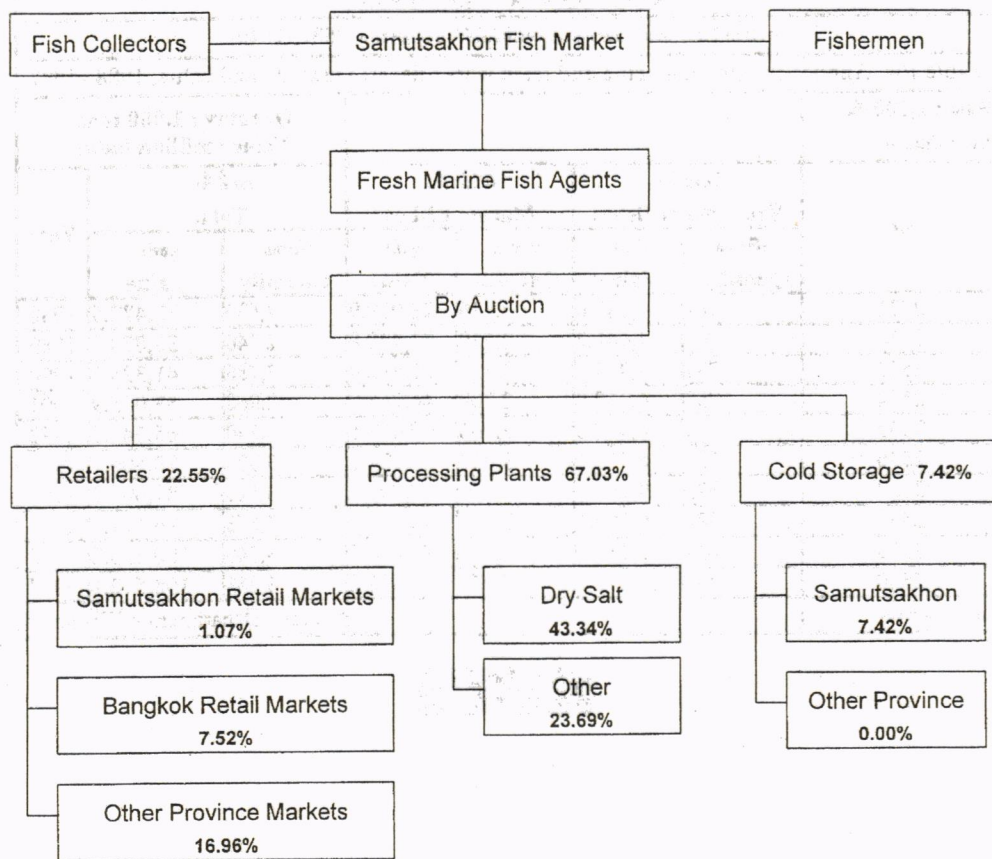 Fish Collectors
Samutsakhon Fish Market
Fishermen
Fresh Marine Fish Agents
By Auction
Retailers 22.55%
Processing Plants 67.03%
Cold Storage 7.42%
Samutsakhon Retail Markets
1.07%
Bangkok Retail Markets
7.52%
Other Province Markets
16.96%
Dry Salt
43.34%
Other
23.69%
Samutsakhon
7.42%
Other Province
0.00%